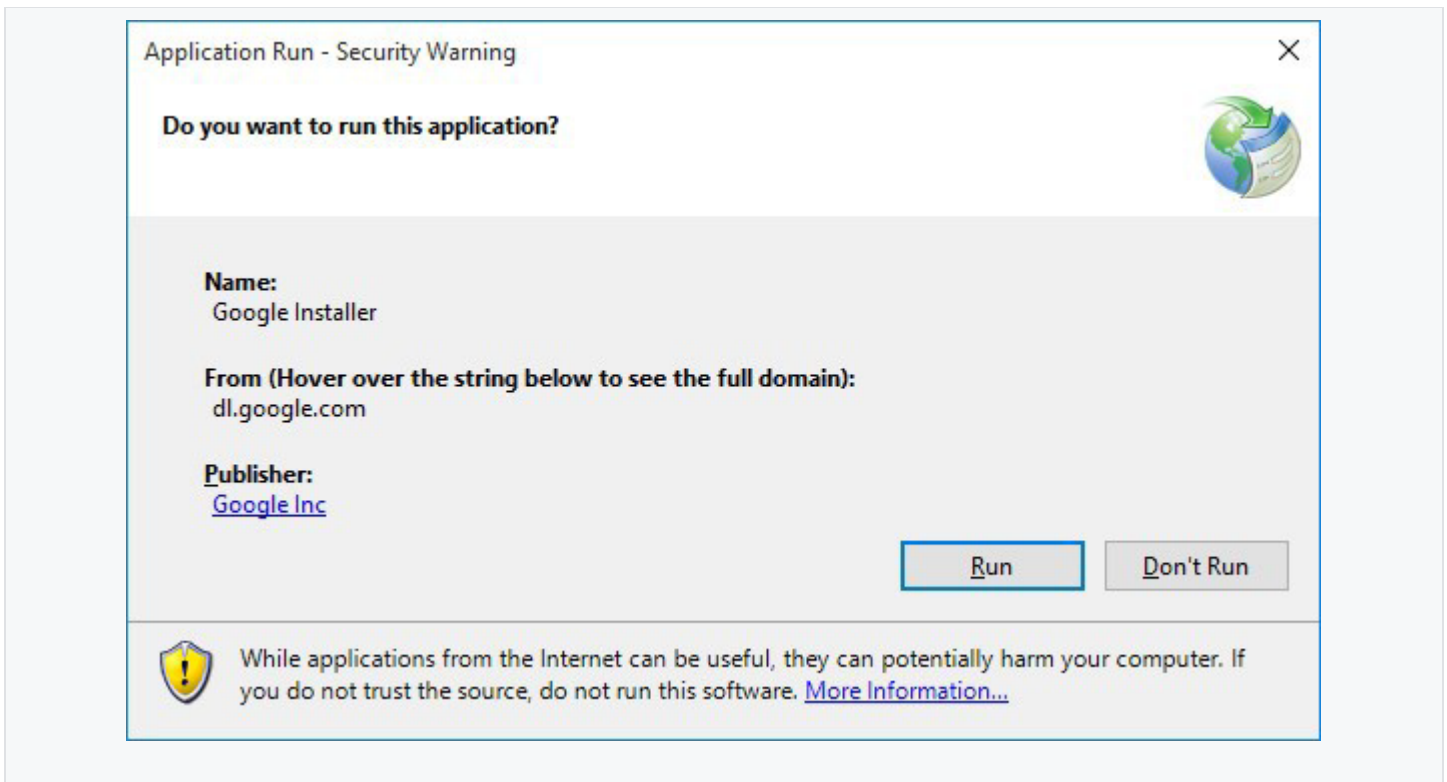 Application Run - Security Warning
Do you want to run this application?
Name:
Google Installer
From (Hover over the string below to see the full domain):
dl.google.com
Publisher:
Google Inc
Run
Don't Run
While applications from the Internet can be useful, they can potentially harm your computer. If
you do not trust the source, do not run this software. More Information...